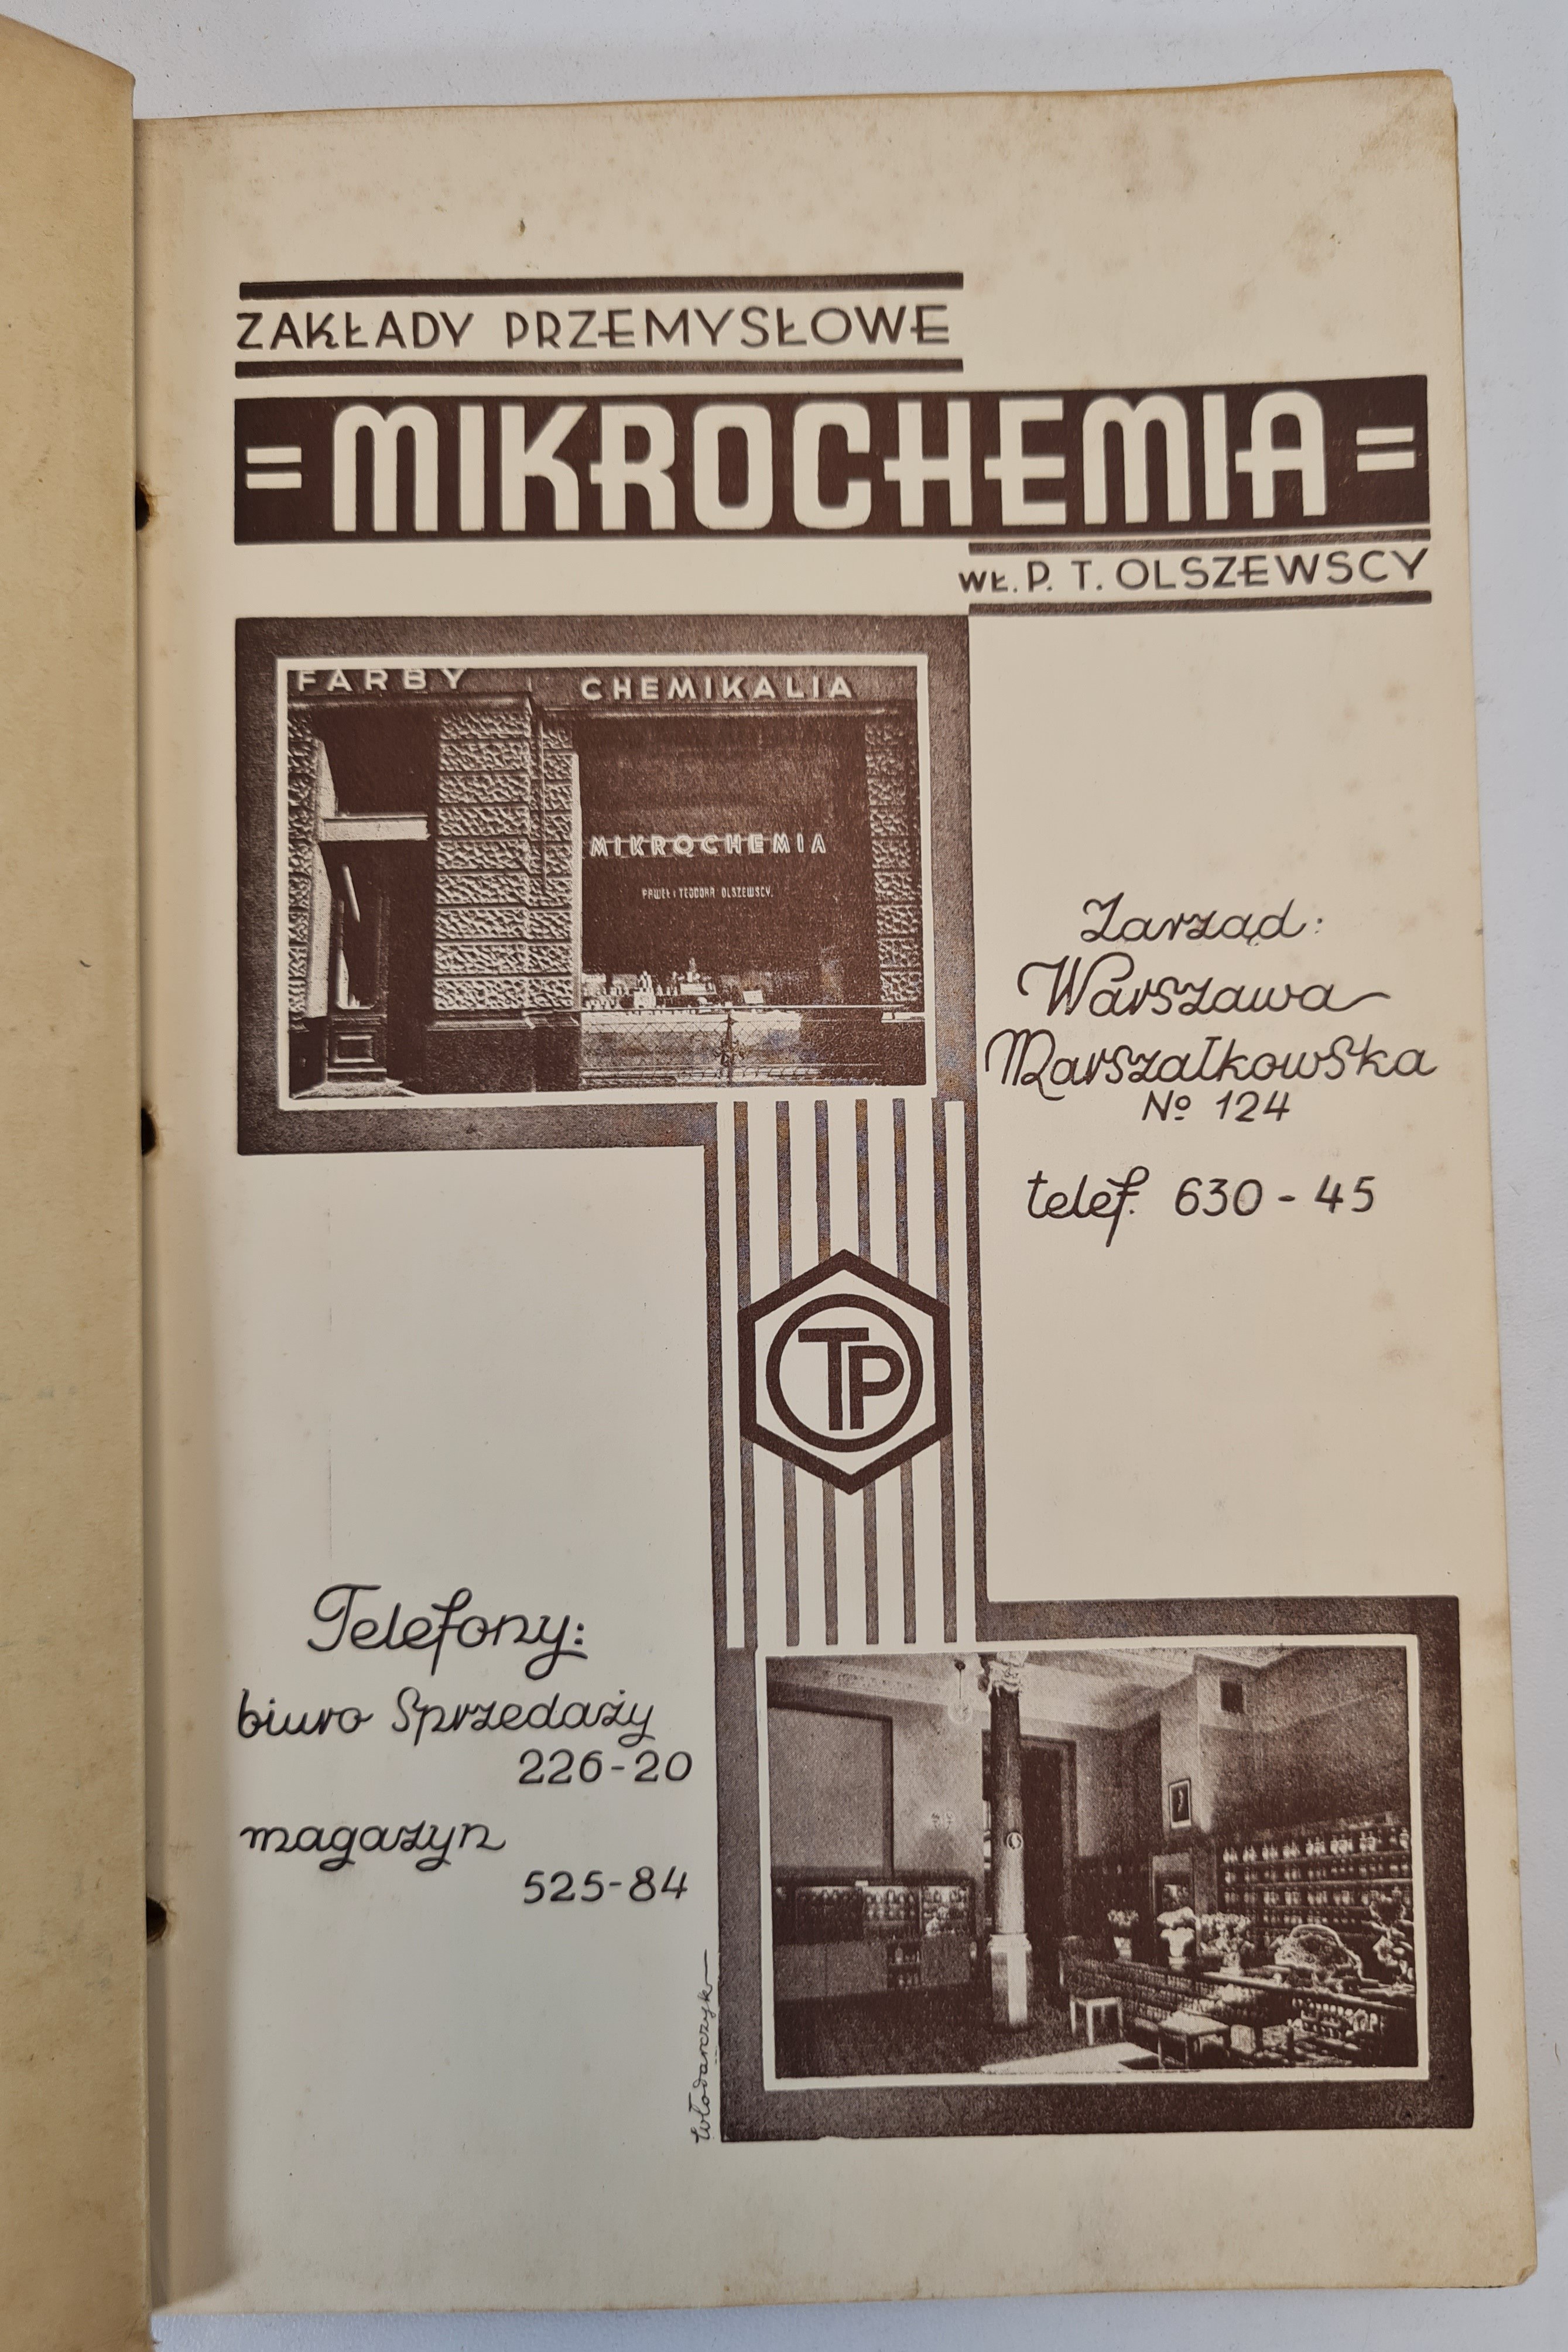 ZAKŁADY PRZEMYSŁOWE
= MIKROCHEMIA =
WŁ. P. T. OLSZEWSCY
FARBY CHEMIKALIA
MIKROCHEMIA
PAWEŁ i TEODORA OLSZEWSCY.
Zarząd:
Warszawa
Marszałkowska
Nº 124
telef. 630-45
TP
Telefony:
biuro Sprzedaży
226-20
magazyn
525-84
Włodarczyk